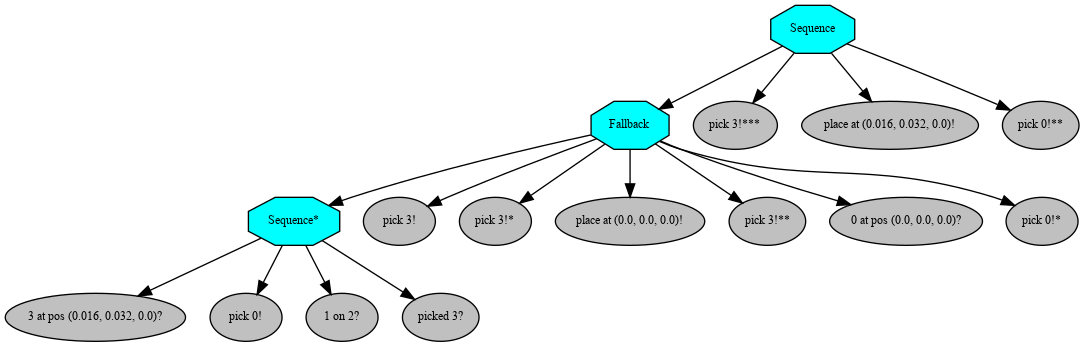 Sequence
Fallback
pick 3!***
place at (0.016, 0.032, 0.0)!
pick 0!**
Sequence*
pick 3!
pick 3!*
place at (0.0, 0.0, 0.0)!
pick 3!**
0 at pos (0.0, 0.0, 0.0)?
pick 0!*
3 at pos (0.016, 0.032, 0.0)?
pick 0!
1 on 2?
picked 3?